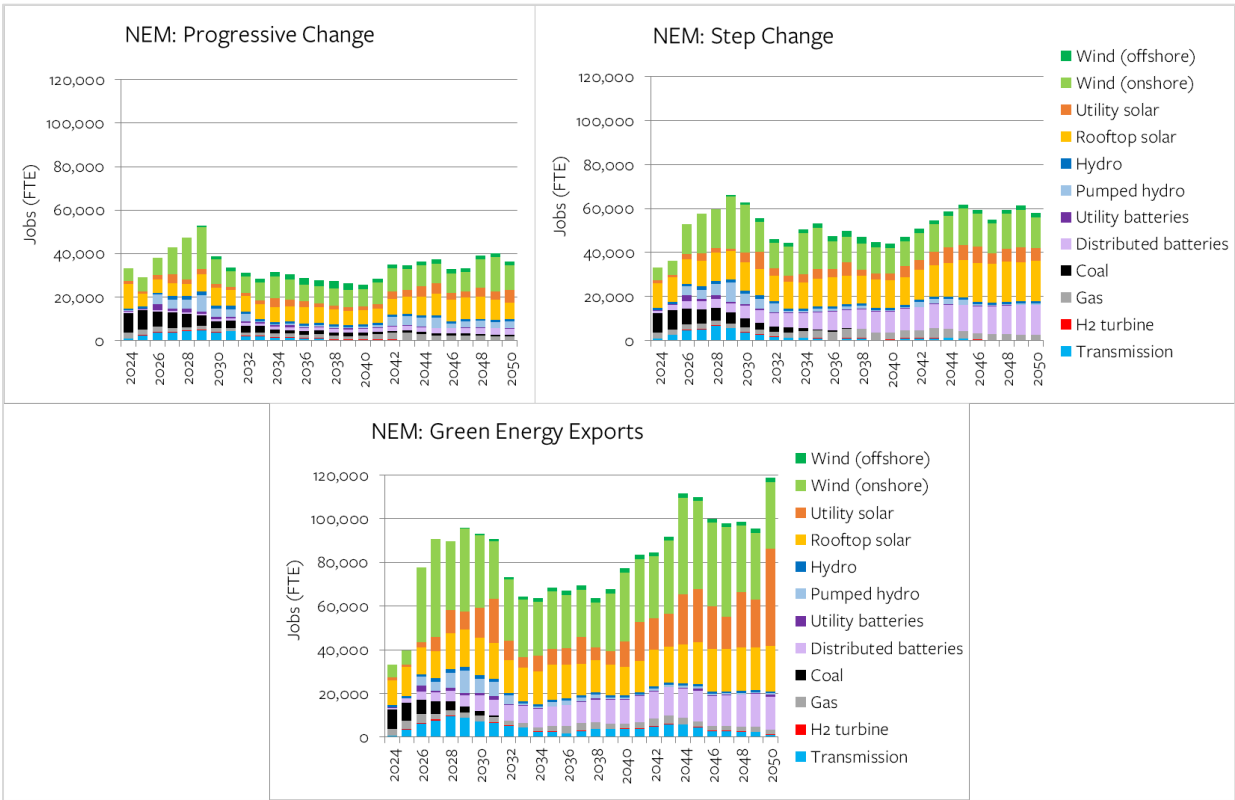 NEM: Progressive Change
120,000
100,000
80,000
60,000
40,000
20,000
0
Jobs (FTE)
2024
2026
2028
2030
2032
2034
2036
2038
2040
2042
2044
2046
2048
2050
NEM: Step Change
120,000
100,000
80,000
60,000
40,000
20,000
0
Jobs (FTE)
2024
2026
2028
2030
2032
2034
2036
2038
2040
2042
2044
2046
2048
2050
Wind (offshore)
Wind (onshore)
Utility solar
Rooftop solar
Hydro
Pumped hydro
Utility batteries
Distributed batteries
Coal
Gas
H2 turbine
Transmission
NEM: Green Energy Exports
120,000
100,000
80,000
60,000
40,000
20,000
0
Jobs (FTE)
2024
2026
2028
2030
2032
2034
2036
2038
2040
2042
2044
2046
2048
2050
Wind (offshore)
Wind (onshore)
Utility solar
Rooftop solar
Hydro
Pumped hydro
Utility batteries
Distributed batteries
Coal
Gas
H2 turbine
Transmission